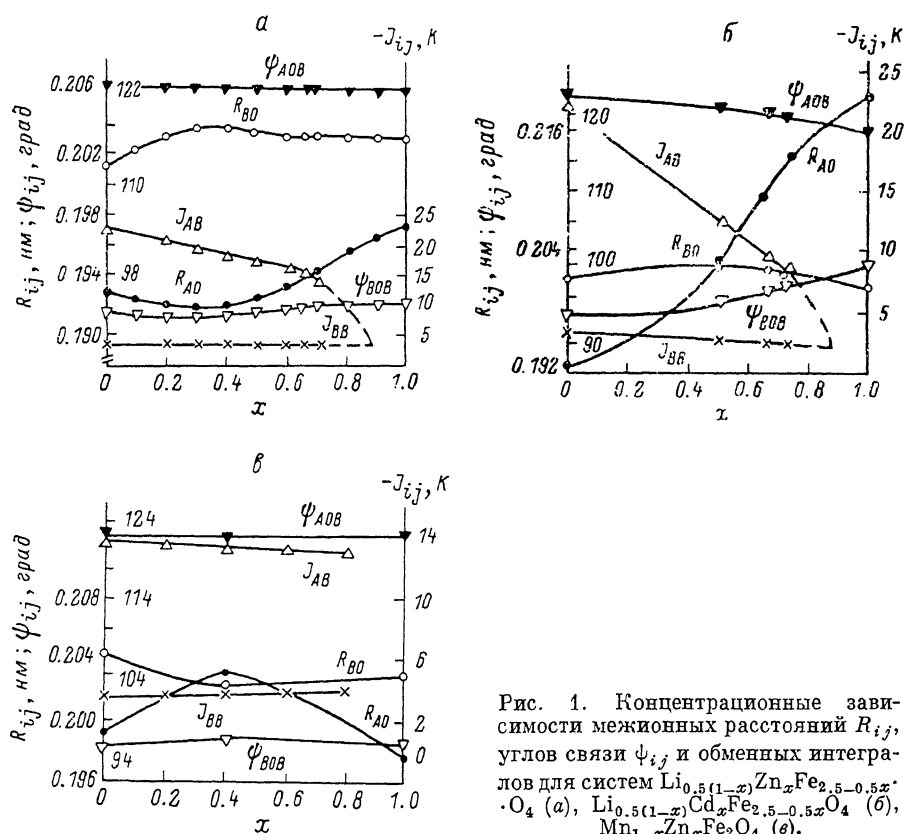 а
-J_ij, К
R_ij, нм; ψ_ij, град
0.206
0.202
0.198
0.194
0.190
122
110
98
ψ_AOB
R_BO
J_AB
R_AO
ψ_BOB
J_BB
25
20
15
10
5
0 0.2 0.4 0.6 0.8 1.0
x
б
-J_ij, К
R_ij, нм; ψ_ij, град
0.216
0.204
0.192
120
110
100
90
ψ_AOB
J_AB
R_AO
R_BO
ψ_BOB
J_BB
25
20
15
10
5
0 0.2 0.4 0.6 0.8 1.0
x
в
-J_ij, К
R_ij, нм; ψ_ij, град
0.208
0.204
0.200
0.196
124
114
104
94
ψ_AOB
J_AB
R_BO
J_BB
R_AO
ψ_BOB
14
10
6
2
0
0 0.2 0.4 0.6 0.8 1.0
x
Рис. 1. Концентрационные зави-
симости межионных расстояний R_ij,
углов связи ψ_ij и обменных интегра-
лов для систем Li0.5(1−x)ZnxFe2.5−0.5x·
·O4 (а), Li0.5(1−x)CdxFe2.5−0.5xO4 (б),
Mn1−xZnxFe2O4 (в).